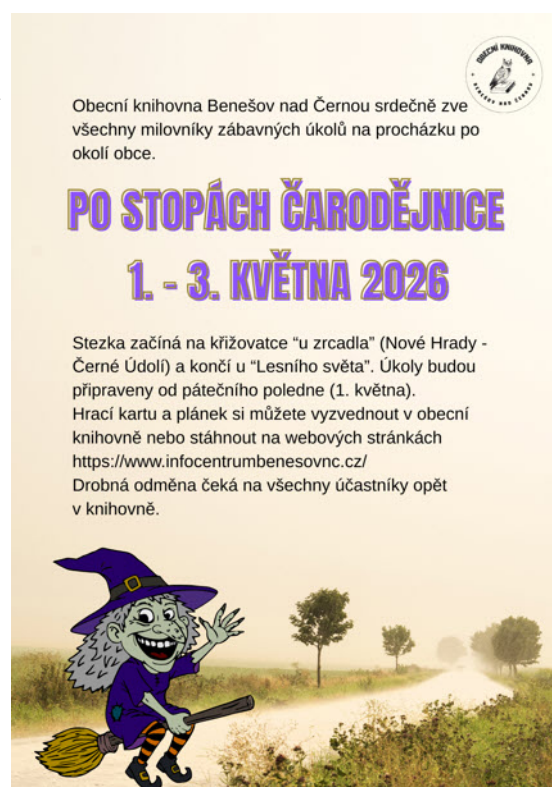 OBECNÍ KNIHOVNA
BENEŠOV NAD ČERNOU
Obecní knihovna Benešov nad Černou srdečně zve
všechny milovníky zábavných úkolů na procházku po
okolí obce.
PO STOPÁCH ČARODĚJNICE
1. - 3. KVĚTNA 2026
Stezka začíná na křižovatce “u zrcadla” (Nové Hrady -
Černé Údolí) a končí u “Lesního světa”. Úkoly budou
připraveny od pátečního poledne (1. května).
Hrací kartu a plánek si můžete vyzvednout v obecní
knihovně nebo stáhnout na webových stránkách
https://www.infocentrumbenesovnc.cz/
Drobná odměna čeká na všechny účastníky opět
v knihovně.